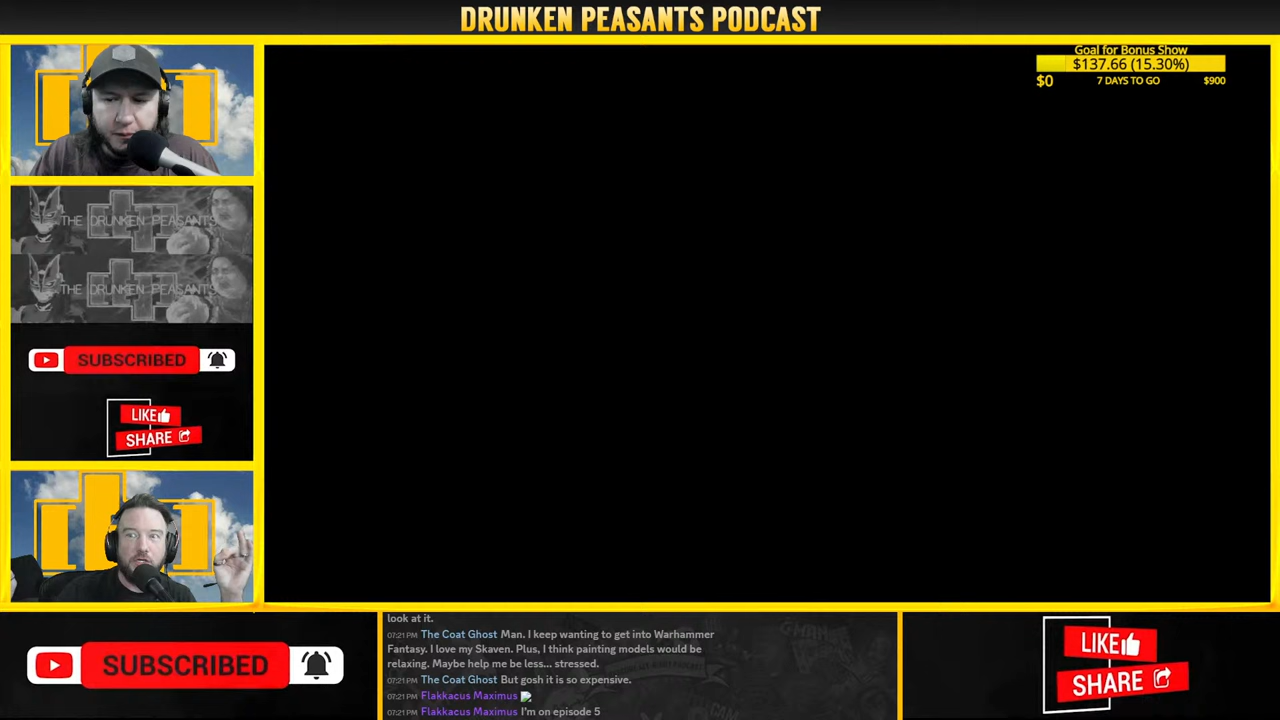 DRUNKEN PEASANTS PODCAST
Goal for Bonus Show
$137.66 (15.30%)
$0 7 DAYS TO GO $900
THE DRUNKEN PEASANTS
THE DRUNKEN PEASANTS
SUBSCRIBED
LIKE
SHARE
SUBSCRIBED
look at it.
07:21 PM The Coat Ghost Man. I keep wanting to get into Warhammer
Fantasy. I love my Skaven. Plus, I think painting models would be
relaxing. Maybe help me be less... stressed.
07:21 PM The Coat Ghost But gosh it is so expensive.
07:21 PM Flakkacus Maximus
07:21 PM Flakkacus Maximus I'm on episode 5
LIKE
SHARE